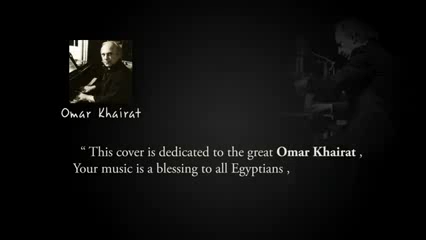 Omar Khairat
“ This cover is dedicated to the great Omar Khairat ,
Your music is a blessing to all Egyptians ,